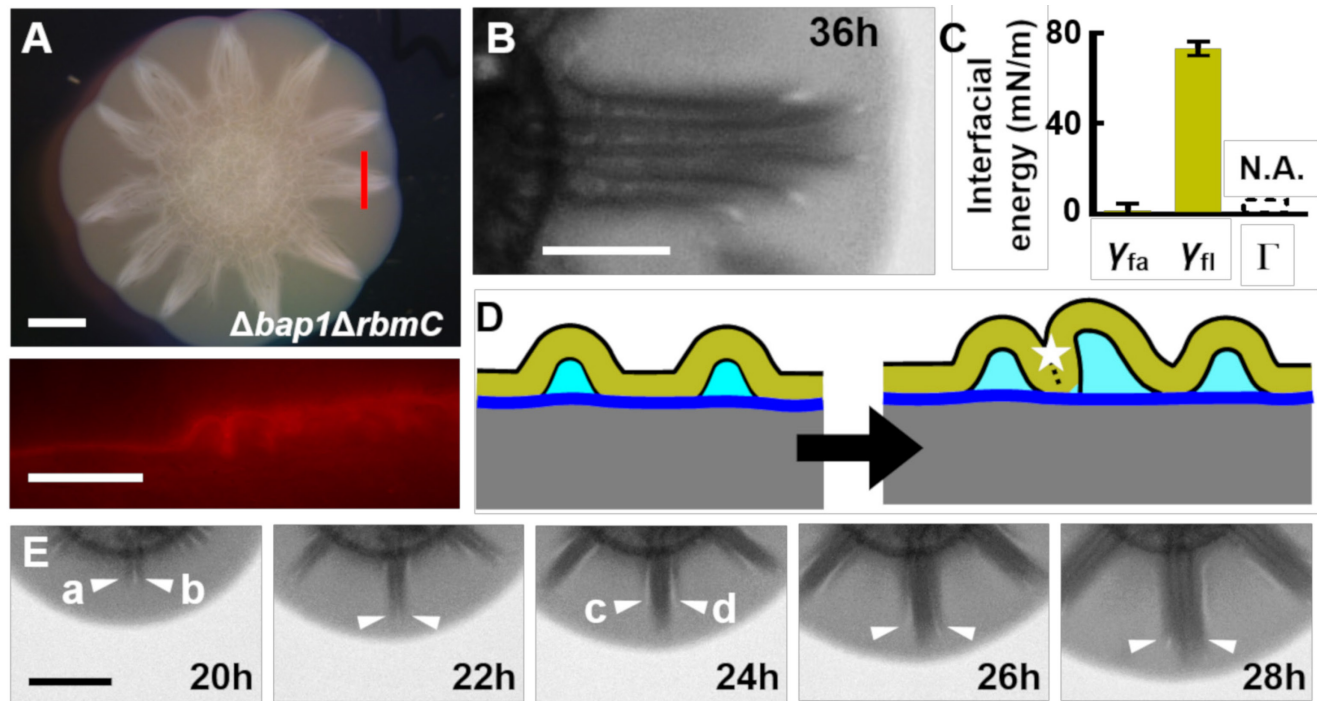 A
Δbap1ΔrbmC
B
36h
C
Interfacial
energy (mN/m)
80
40
0
N.A.
γfa
γfl
Γ
D
E
a
b
20h
22h
c
d
24h
26h
28h